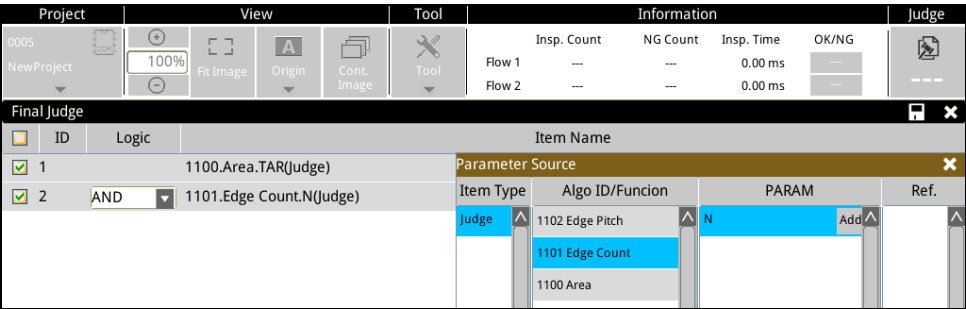 Project View Tool Information Judge
0005
NewProject
100%
Fit Image
A
Origin
Cont.
Image
Tool
Insp. Count NG Count Insp. Time OK/NG
Flow 1 --- --- 0.00 ms ---
Flow 2 --- --- 0.00 ms ---
---
Final Judge
ID Logic Item Name
1 1100.Area.TAR(Judge)
2 AND 1101.Edge Count.N(Judge)
Parameter Source
Item Type Algo ID/Funcion PARAM Ref.
Judge 1102 Edge Pitch N Add
1101 Edge Count
1100 Area